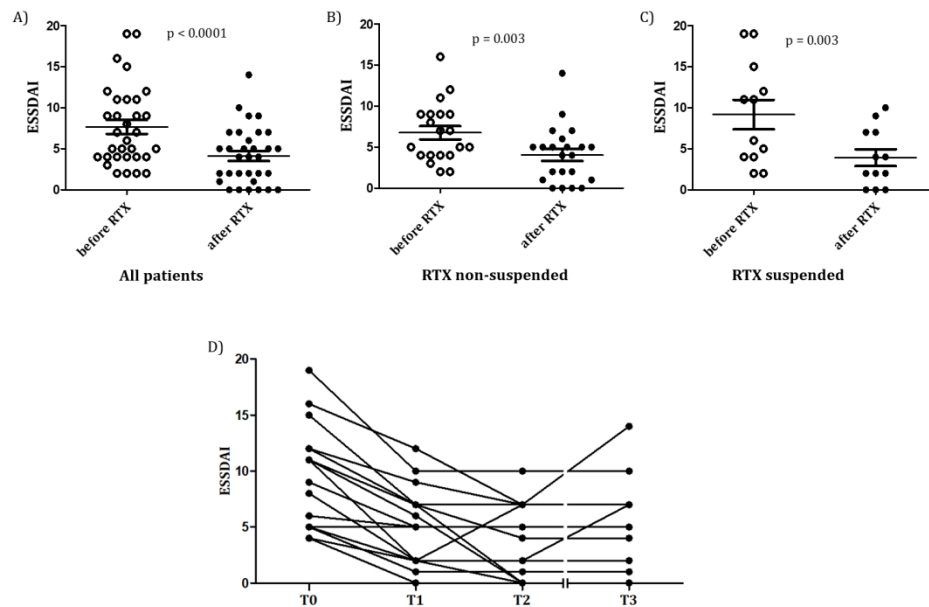 A)
p < 0.0001
ESSDAI
20
15
10
5
0
before RTX
after RTX
All patients
B)
p = 0.003
ESSDAI
20
15
10
5
0
before RTX
after RTX
RTX non-suspended
C)
p = 0.003
ESSDAI
20
15
10
5
0
before RTX
after RTX
RTX suspended
D)
ESSDAI
20
15
10
5
0
T0
T1
T2
T3